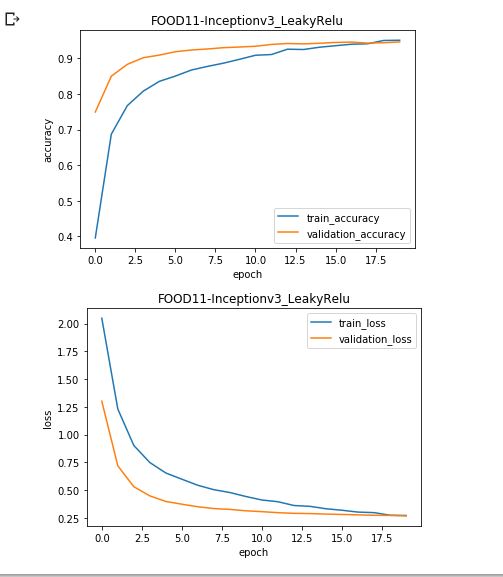 FOOD11-Inceptionv3_LeakyRelu
0.9
0.8
0.7
0.6
0.5
0.4
accuracy
train_accuracy
validation_accuracy
0.0 2.5 5.0 7.5 10.0 12.5 15.0 17.5
epoch
FOOD11-Inceptionv3_LeakyRelu
2.00
1.75
1.50
1.25
1.00
0.75
0.50
0.25
loss
train_loss
validation_loss
0.0 2.5 5.0 7.5 10.0 12.5 15.0 17.5
epoch